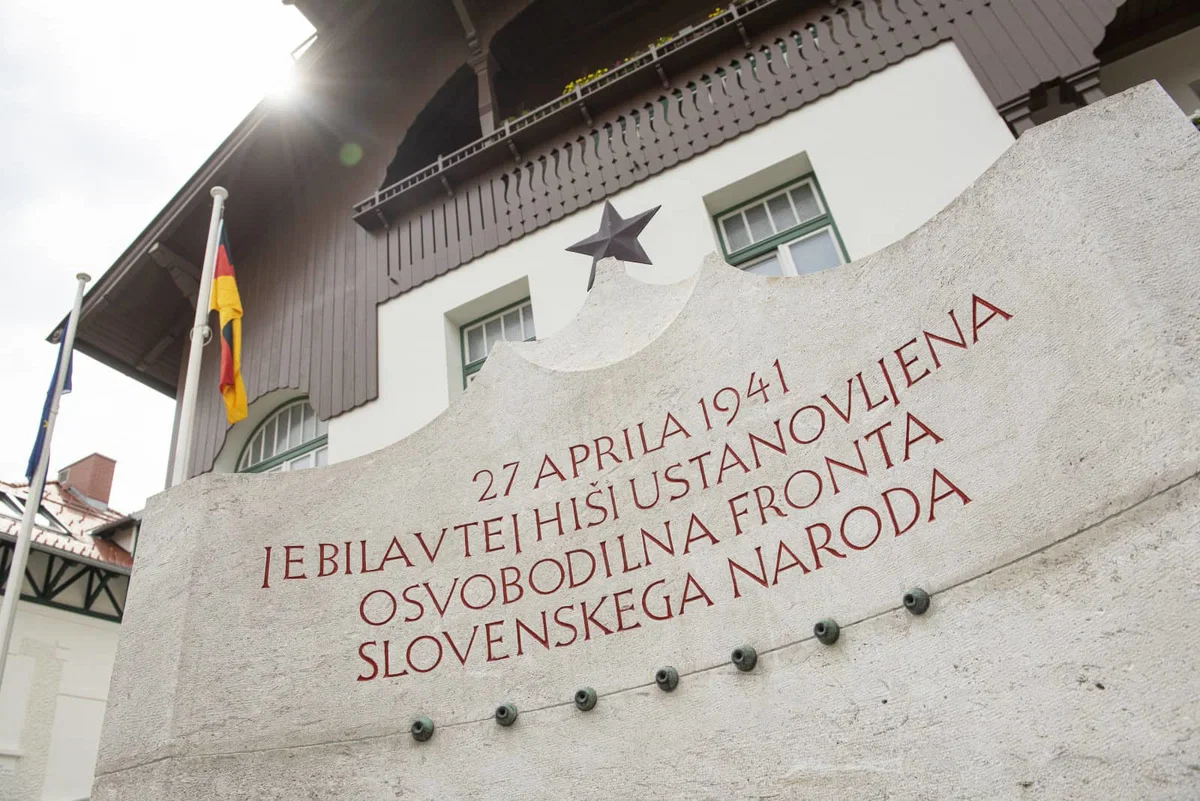 27 APRILA 1941
JE BILA V TEJ HIŠI USTANOVLJENA
OSVOBODILNA FRONTA
SLOVENSKEGA NARODA